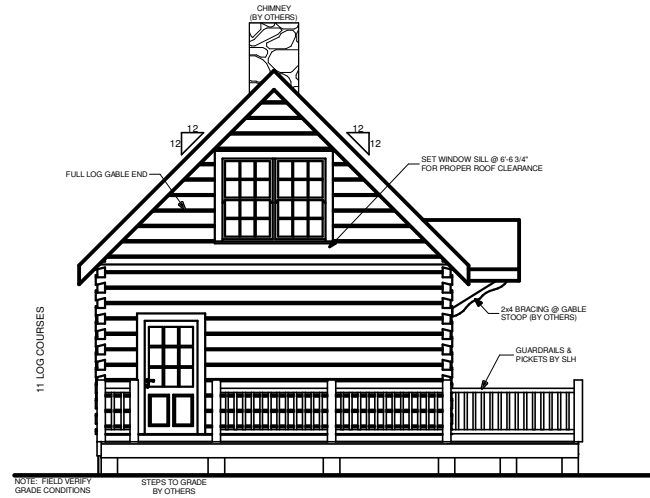 CHIMNEY
(BY OTHERS)
12
12
12
12
SET WINDOW SILL @ 6'-6 3/4"
FOR PROPER ROOF CLEARANCE
FULL LOG GABLE END
2x4 BRACING @ GABLE
STOOP (BY OTHERS)
11 LOG COURSES
GUARDRAILS &
PICKETS BY SLH
NOTE: FIELD VERIFY
GRADE CONDITIONS
STEPS TO GRADE
BY OTHERS